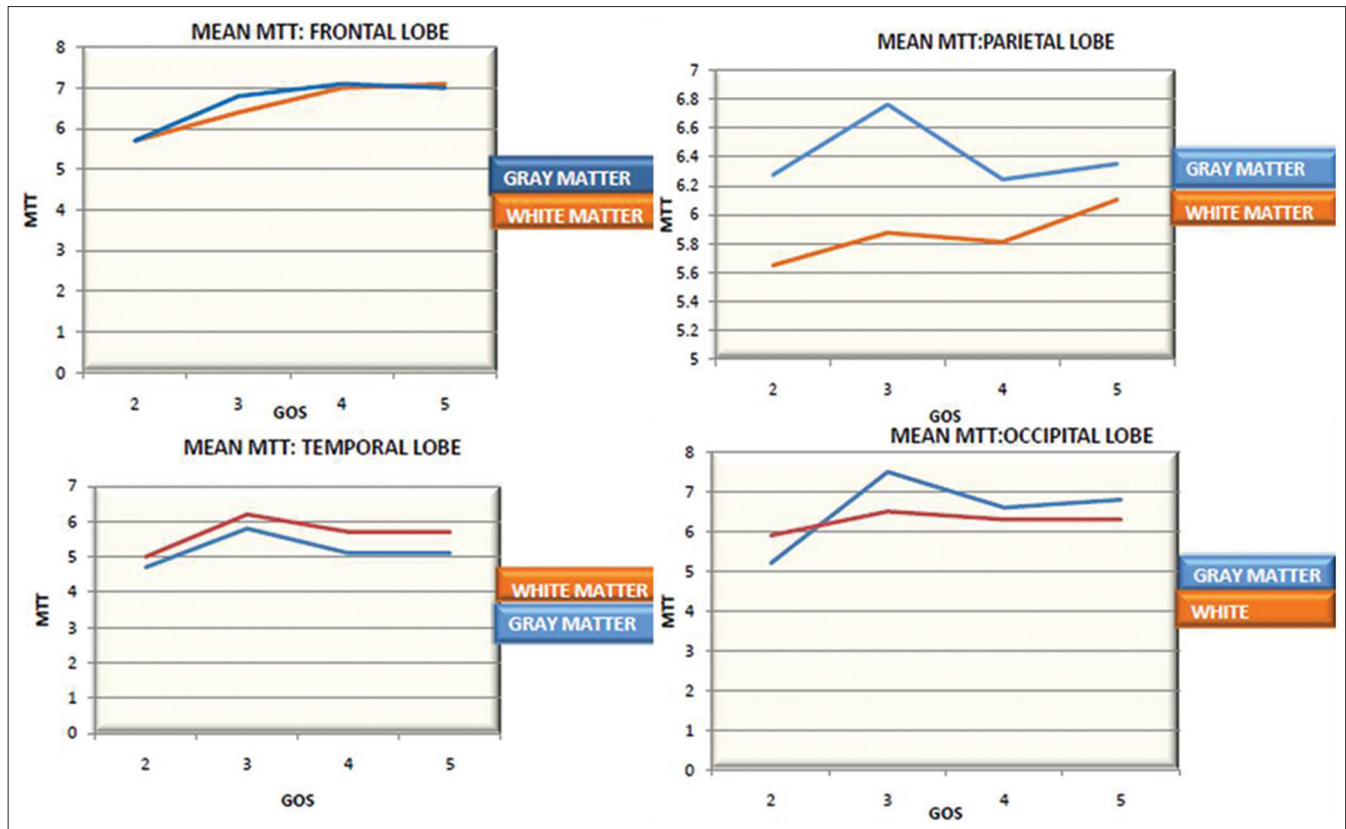 MEAN MTT: FRONTAL LOBE
8
7
6
5
4
3
2
1
0
MTT
2 3 4 5
GOS
GRAY MATTER
WHITE MATTER
MEAN MTT:PARIETAL LOBE
7
6.8
6.6
6.4
6.2
6
5.8
5.6
5.4
5.2
5
MTT
2 3 4 5
GOS
GRAY MATTER
WHITE MATTER
MEAN MTT: TEMPORAL LOBE
7
6
5
4
3
2
1
0
MTT
2 3 4 5
GOS
WHITE MATTER
GRAY MATTER
MEAN MTT:OCCIPITAL LOBE
8
7
6
5
4
3
2
1
0
MTT
2 3 4 5
GOS
GRAY MATTER
WHITE